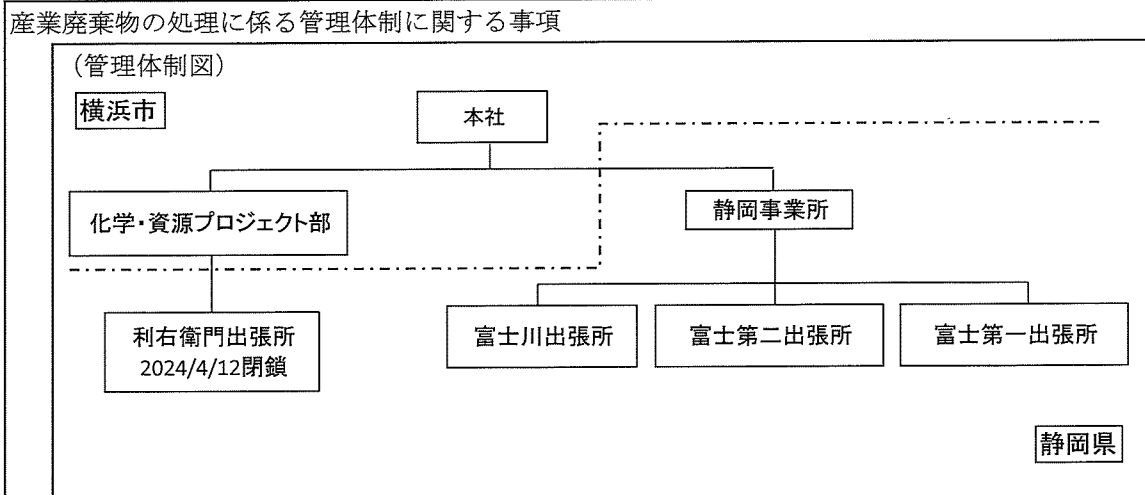 産業廃棄物の処理に係る管理体制に関する事項
（管理体制図）
横浜市
本社
化学・資源プロジェクト部
静岡事業所
利右衛門出張所
2024/4/12閉鎖
富士川出張所
富士第二出張所
富士第一出張所
静岡県